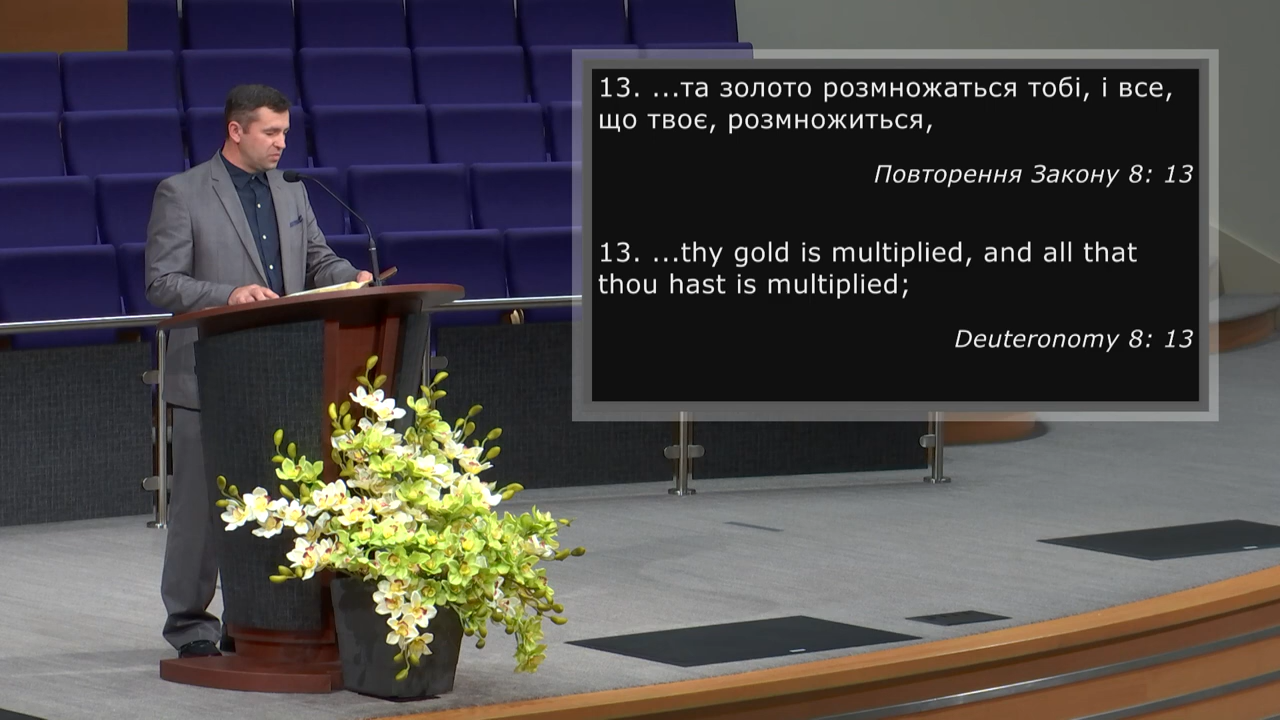 13. ...та золото розмножаться тобі, і все,
що твоє, розмножиться,
Повторення Закону 8: 13
13. ...thy gold is multiplied, and all that
thou hast is multiplied;
Deuteronomy 8: 13